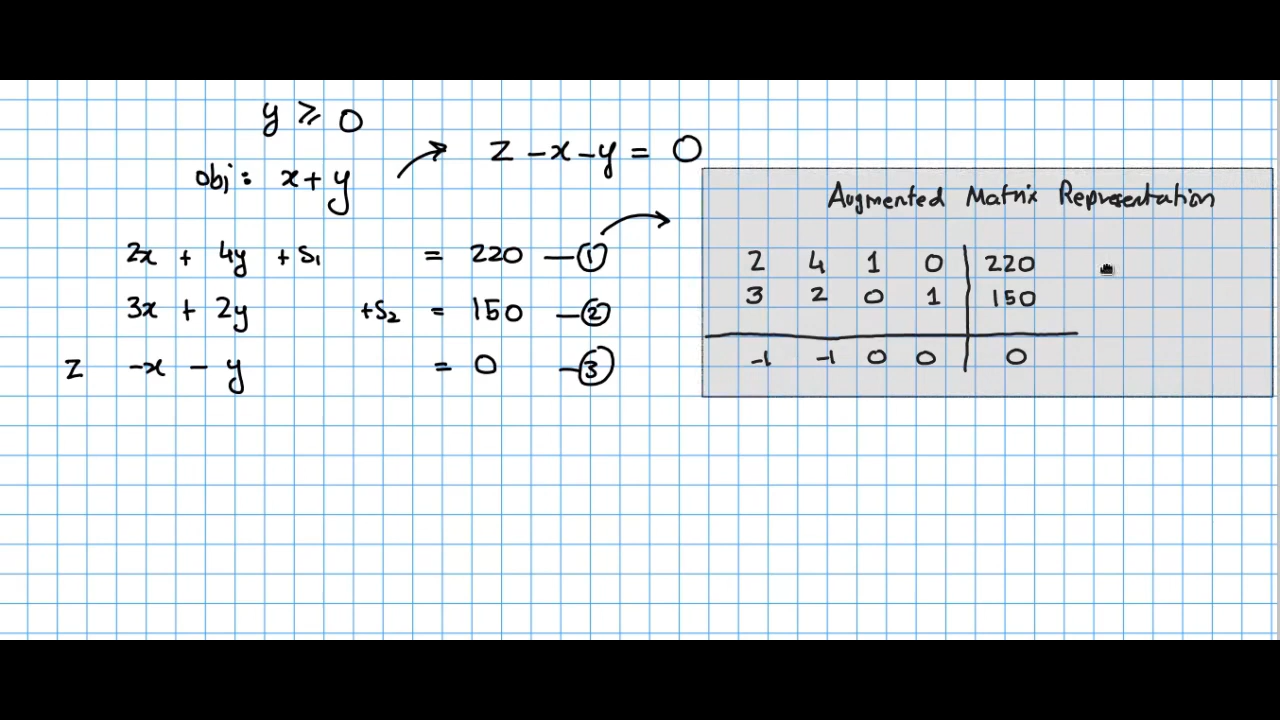 y ⩾ 0
obj: x + y
z - x - y = 0
2x + 4y + S₁ = 220 — ①
3x + 2y + S₂ = 150 — ②
z - x - y = 0 — ③
Augmented Matrix Representation
2 4 1 0 | 220
3 2 0 1 | 150
-1 -1 0 0 | 0